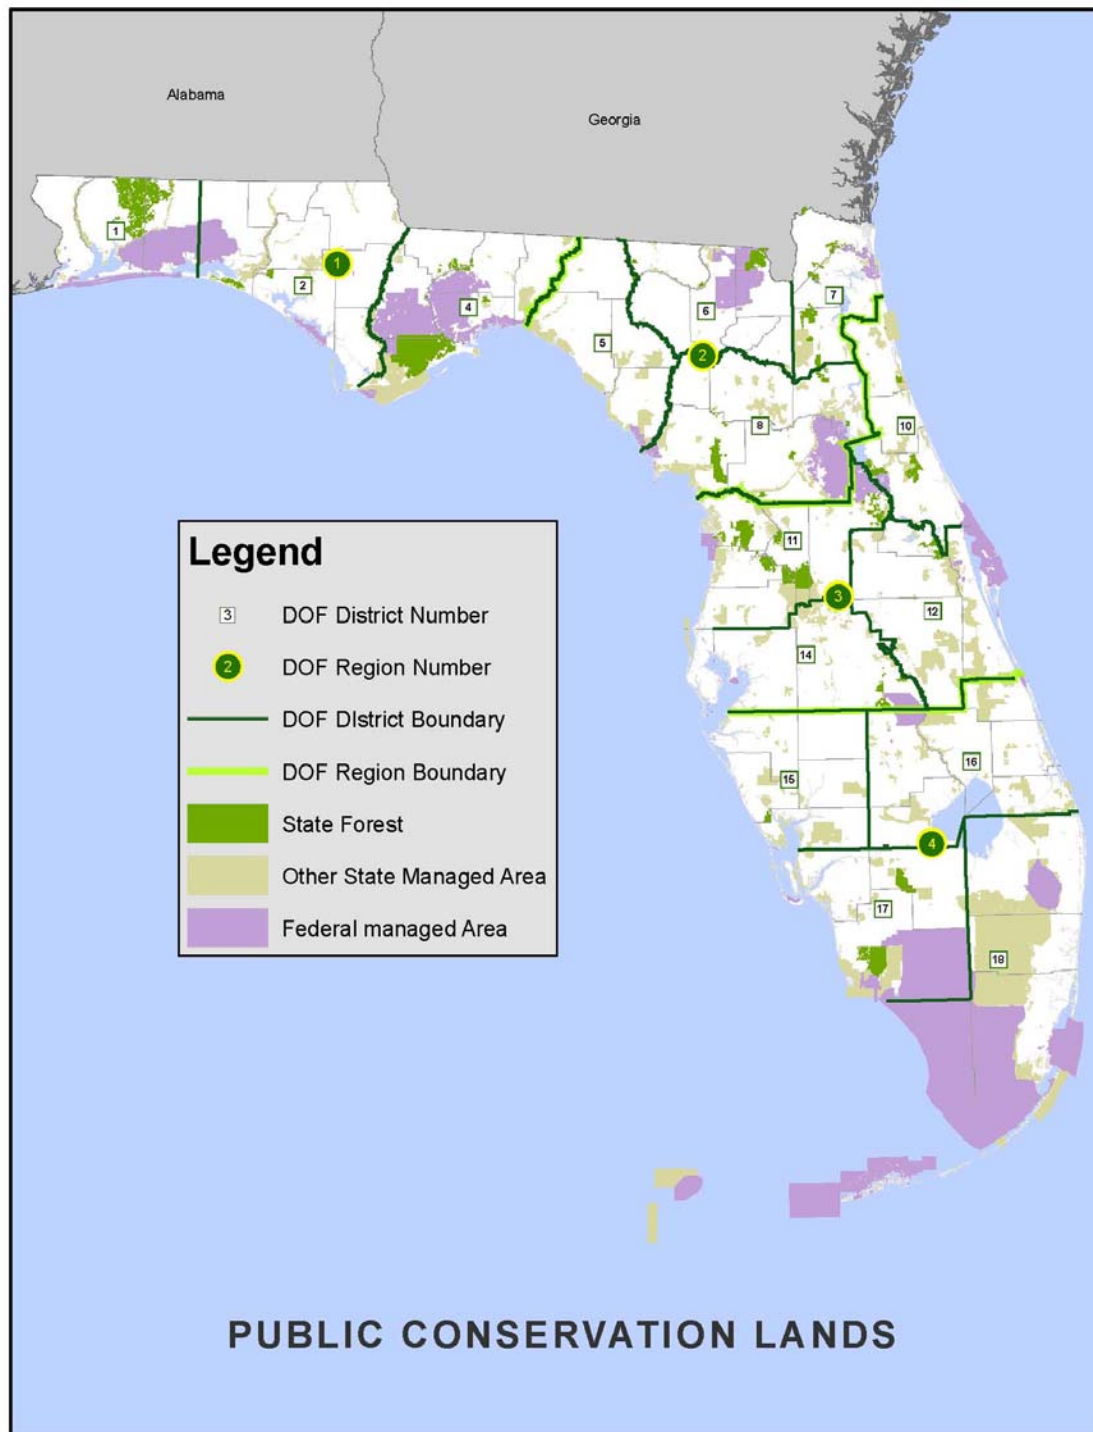 Alabama
Georgia
1
1
2
4
5
6
7
2
8
10
11
3
12
14
15
16
4
17
18
Legend
3 DOF District Number
2 DOF Region Number
DOF DIstrict Boundary
DOF Region Boundary
State Forest
Other State Managed Area
Federal managed Area
PUBLIC CONSERVATION LANDS